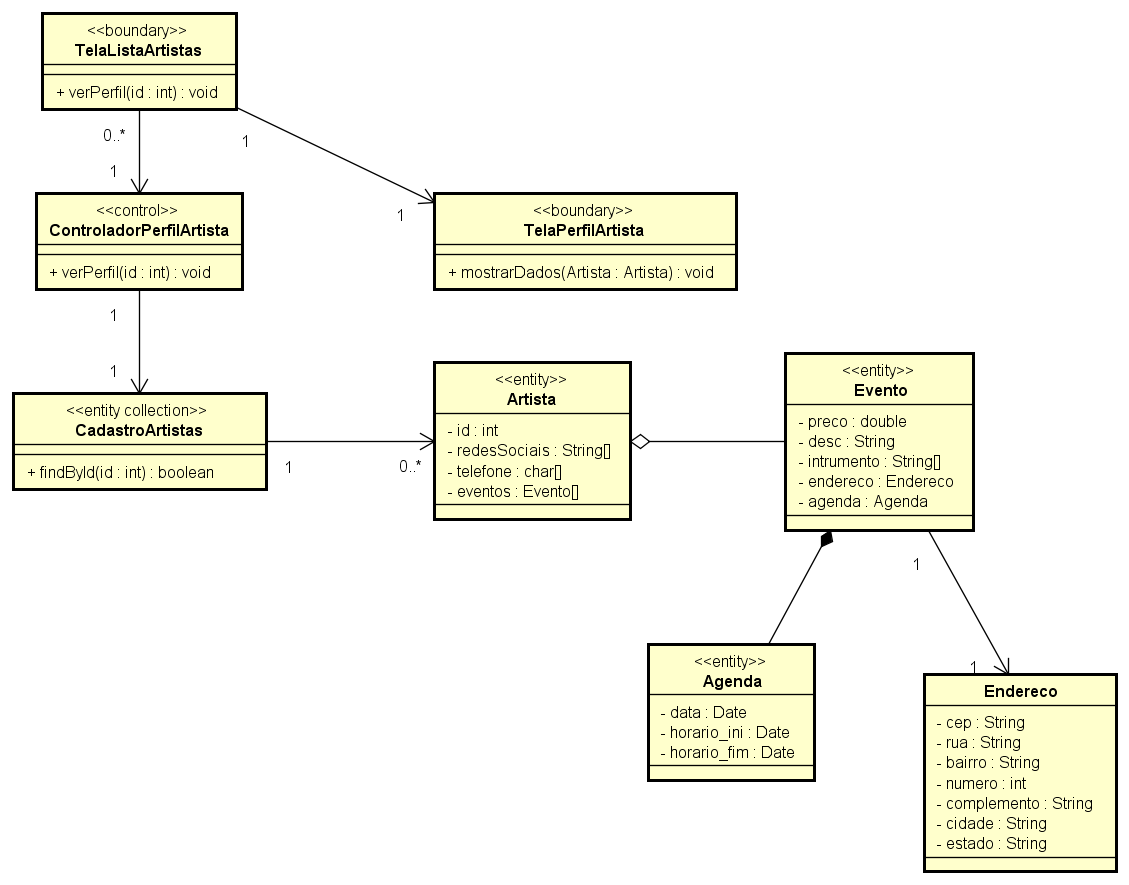 <<boundary>>
TelaListaArtistas
+ verPerfil(id : int) : void
0..*
1
1
1
<<control>>
ControladorPerfilArtista
+ verPerfil(id : int) : void
<<boundary>>
TelaPerfilArtista
+ mostrarDados(Artista : Artista) : void
1
1
<<entity collection>>
CadastroArtistas
+ findById(id : int) : boolean
1
0..*
<<entity>>
Artista
- id : int
- redesSociais : String[]
- telefone : char[]
- eventos : Evento[]
<<entity>>
Evento
- preco : double
- desc : String
- intrumento : String[]
- endereco : Endereco
- agenda : Agenda
1
1
<<entity>>
Agenda
- data : Date
- horario_ini : Date
- horario_fim : Date
Endereco
- cep : String
- rua : String
- bairro : String
- numero : int
- complemento : String
- cidade : String
- estado : String